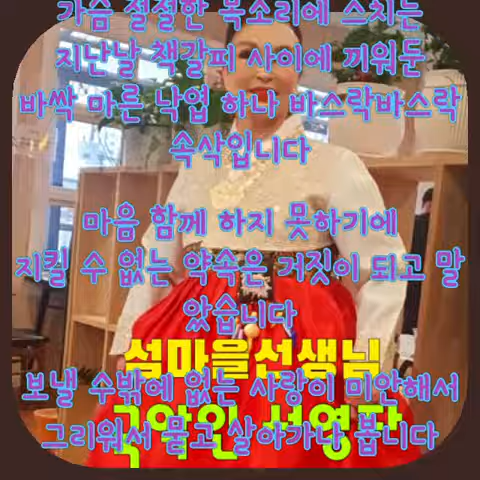 가슴 절절한 목소리에 스치는
지난날 책갈피 사이에 끼워둔
바싹 마른 낙엽 하나 바스락바스락
속삭입니다
마음 함께 하지 못하기에
지킬 수 없는 약속은 거짓이 되고 말
았습니다
설마을선생님
보낼 수밖에 없는 사랑이 미안해서
국악인
그리워서 묻고 살아가나 봅니다